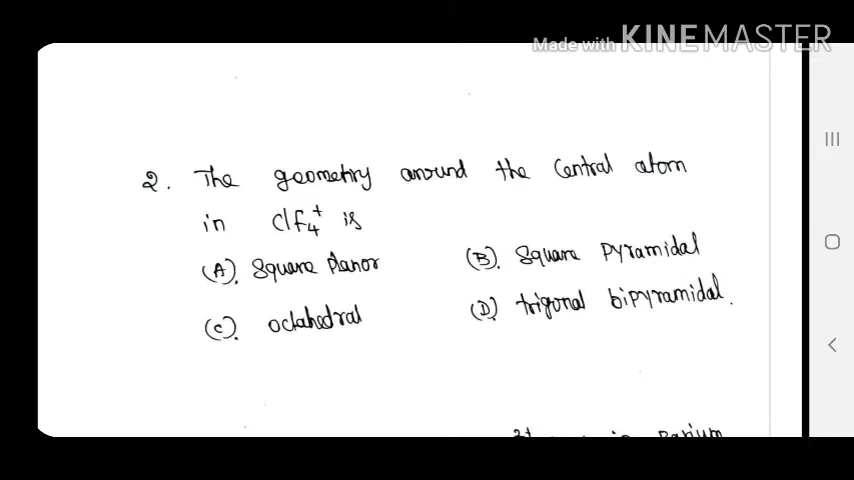 Made with KINEMASTER
2. The geometry around the Central atom
in ClF₄⁺ is
(A). Square Planar
(B). Square Pyramidal
(C). Octahedral
(D) trigonal bipyramidal.